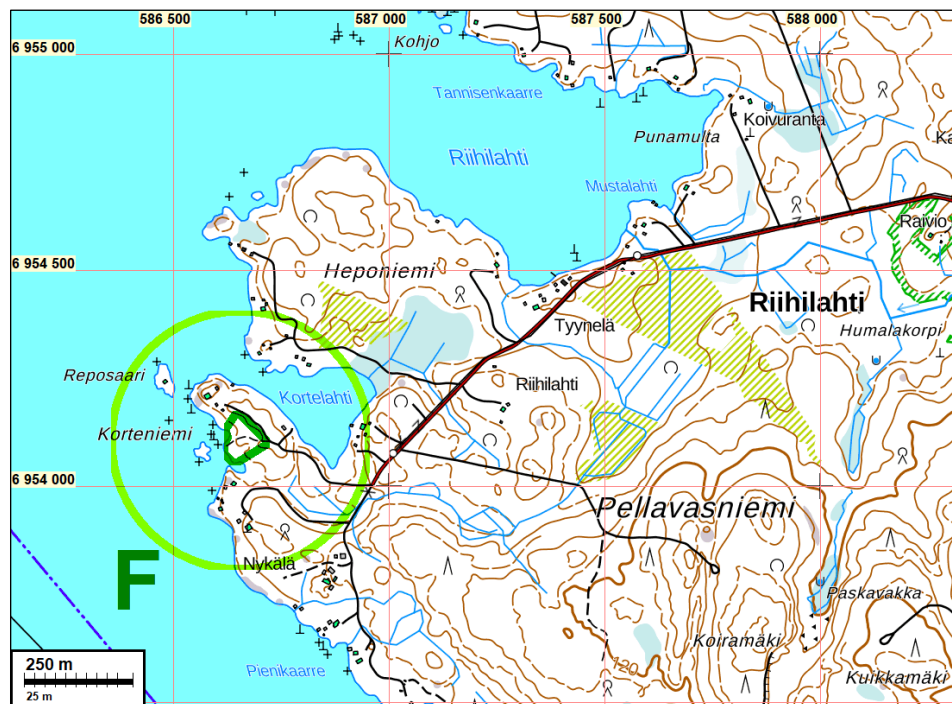 586 500
587 000
587 500
588 000
6 955 000
Kohjo
Tannisenkaarre
Koivuranta
Punamulta
Riihilahti
Mustalahti
Raivio
6 954 500
Heponiemi
Riihilahti
Tyynelä
Humalakorpi
Reposaari
Riihilahti
Kortelahti
Korteniemi
6 954 000
Pellavasniemi
F
Nykälä
Paskavakka
Koiramäki
120
250 m
25 m
Pienikaarre
Kuikkamäki